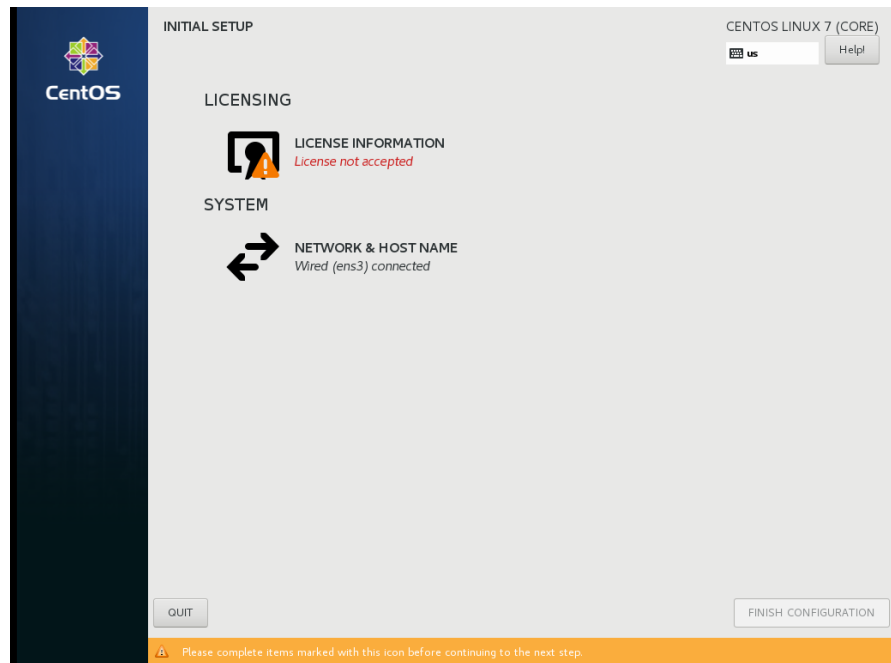 INITIAL SETUP
CENTOS LINUX 7 (CORE)
us
Help!
CentOS
LICENSING
LICENSE INFORMATION
License not accepted
SYSTEM
NETWORK & HOST NAME
Wired (ens3) connected
QUIT
FINISH CONFIGURATION
Please complete items marked with this icon before continuing to the next step.